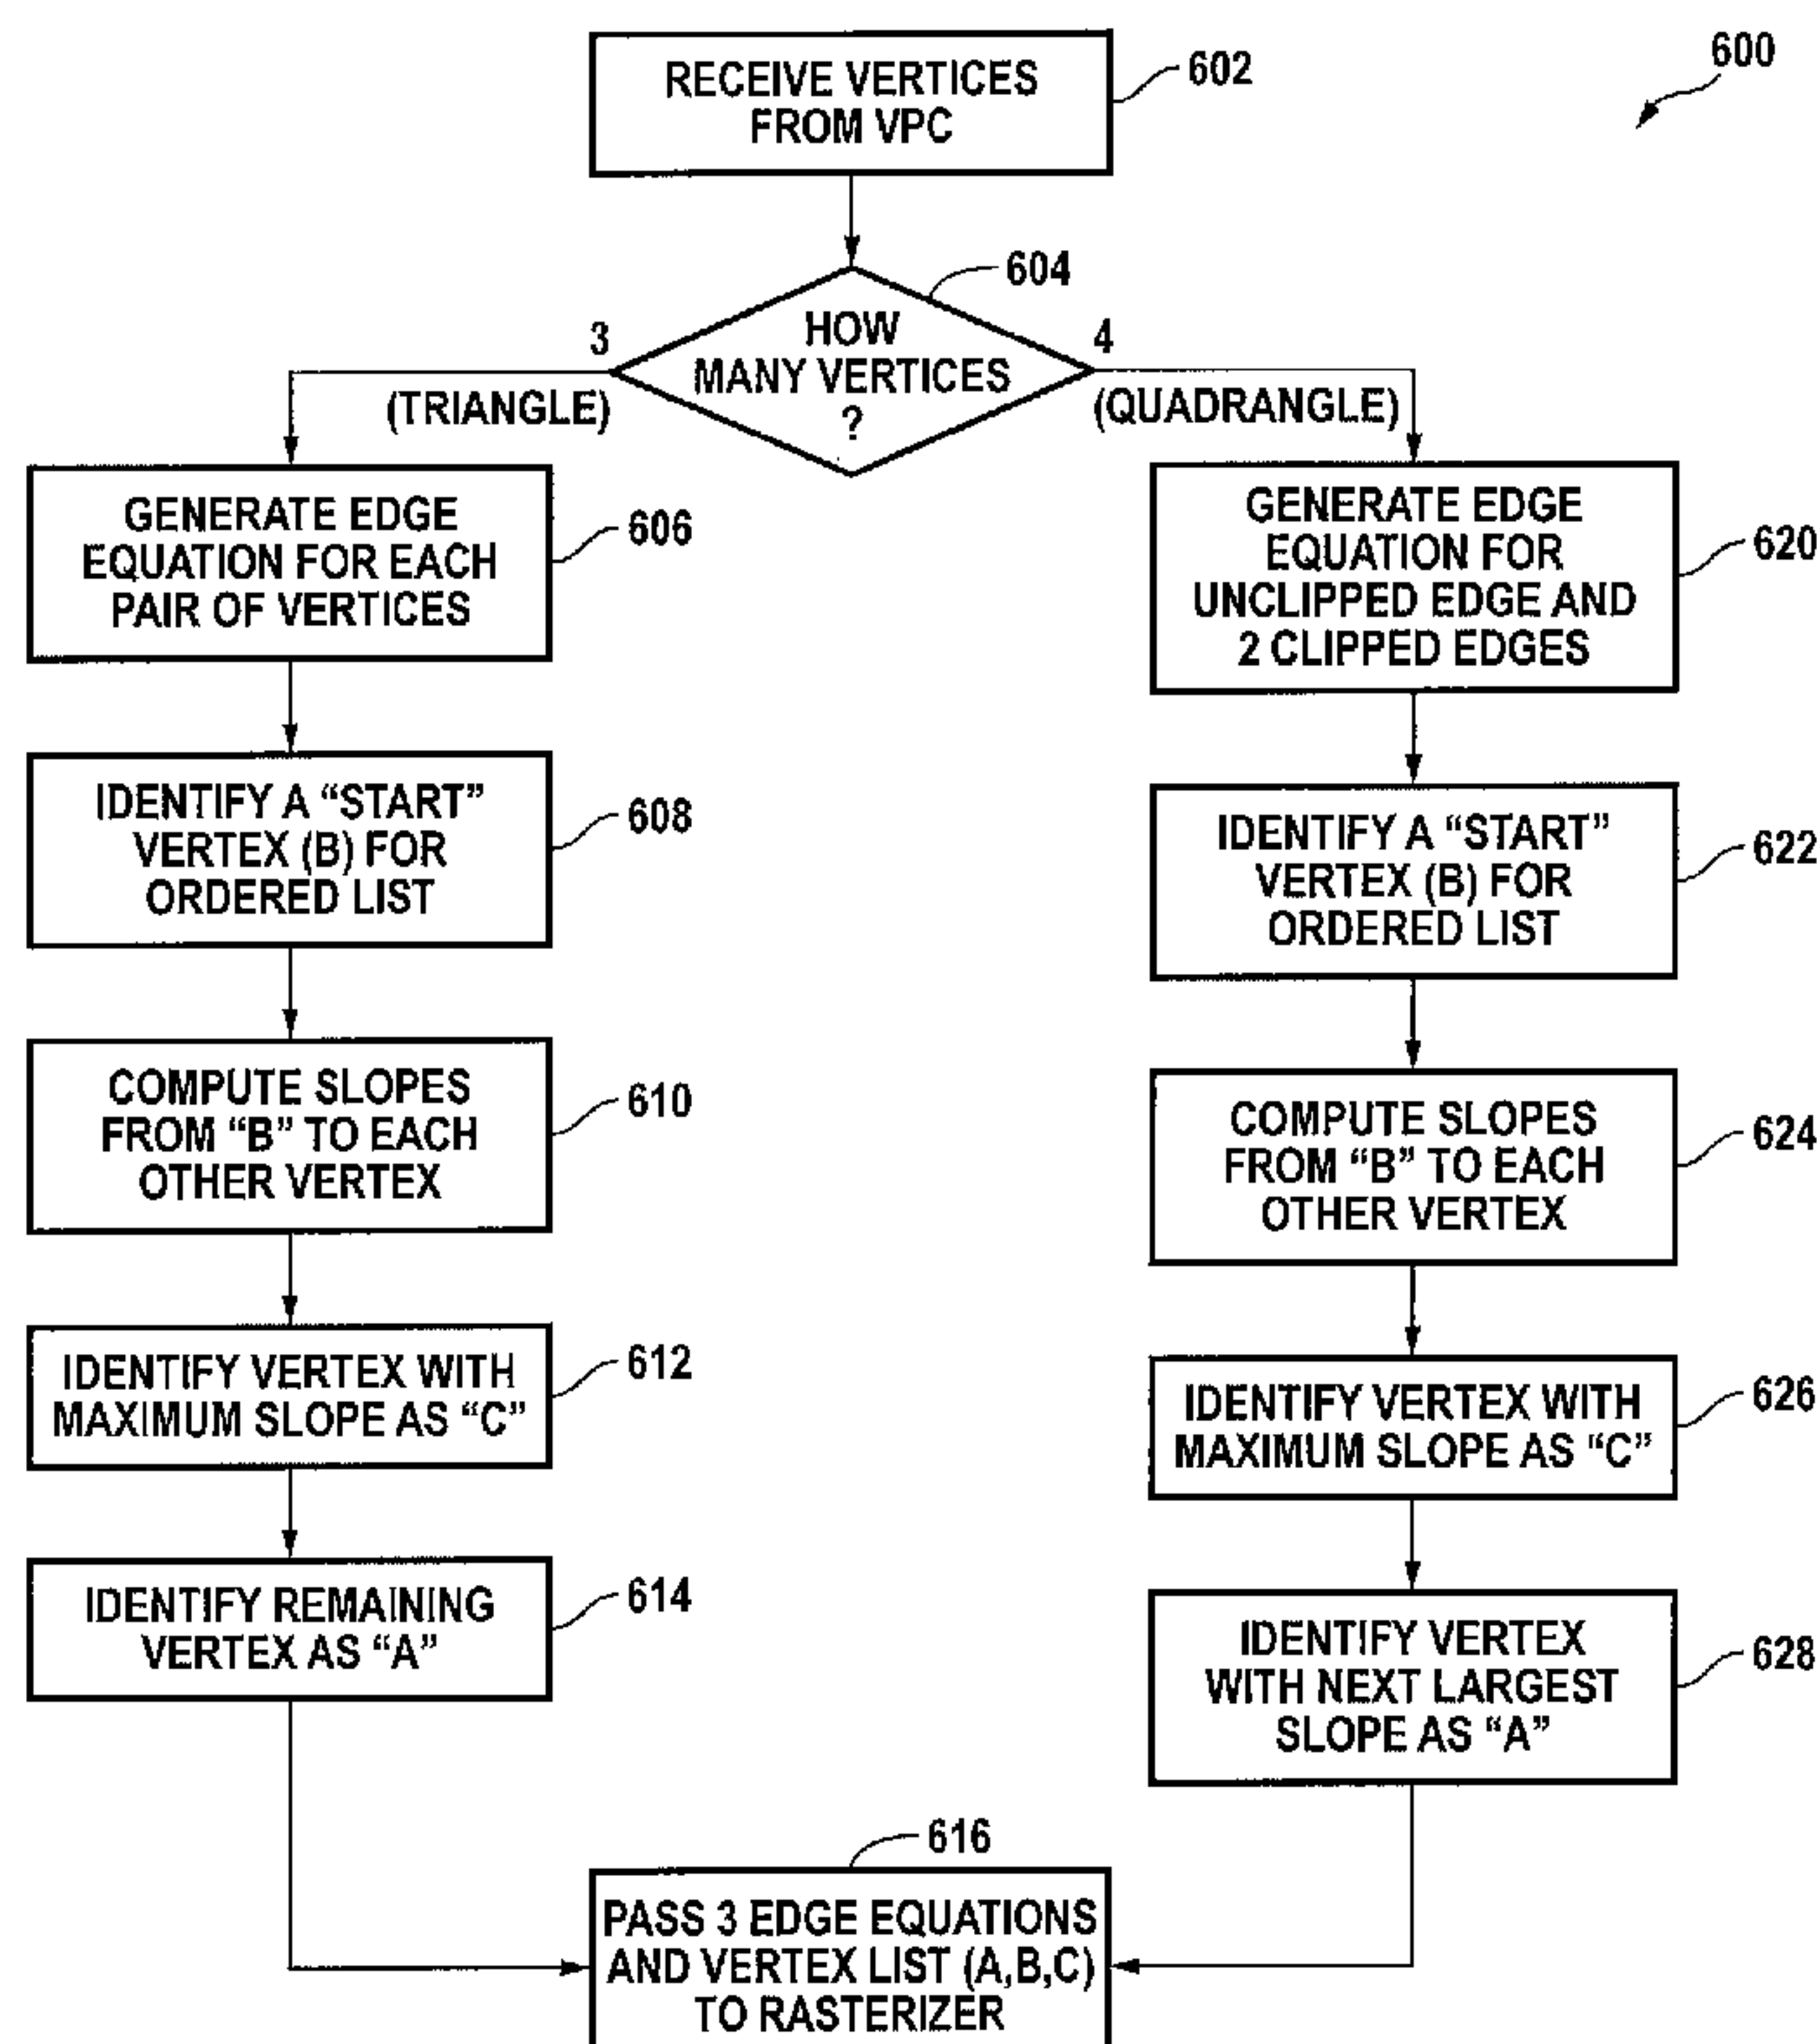 600
RECEIVE VERTICES
FROM VPC
602
604
HOW
MANY VERTICES
?
3
(TRIANGLE)
4
(QUADRANGLE)
GENERATE EDGE
EQUATION FOR EACH
PAIR OF VERTICES
606
IDENTIFY A “START”
VERTEX (B) FOR
ORDERED LIST
608
COMPUTE SLOPES
FROM “B” TO EACH
OTHER VERTEX
610
IDENTIFY VERTEX WITH
MAXIMUM SLOPE AS “C”
612
IDENTIFY REMAINING
VERTEX AS “A”
614
GENERATE EDGE
EQUATION FOR
UNCLIPPED EDGE AND
2 CLIPPED EDGES
620
IDENTIFY A “START”
VERTEX (B) FOR
ORDERED LIST
622
COMPUTE SLOPES
FROM “B” TO EACH
OTHER VERTEX
624
IDENTIFY VERTEX WITH
MAXIMUM SLOPE AS “C”
626
IDENTIFY VERTEX
WITH NEXT LARGEST
SLOPE AS “A”
628
616
PASS 3 EDGE EQUATIONS
AND VERTEX LIST (A,B,C)
TO RASTERIZER